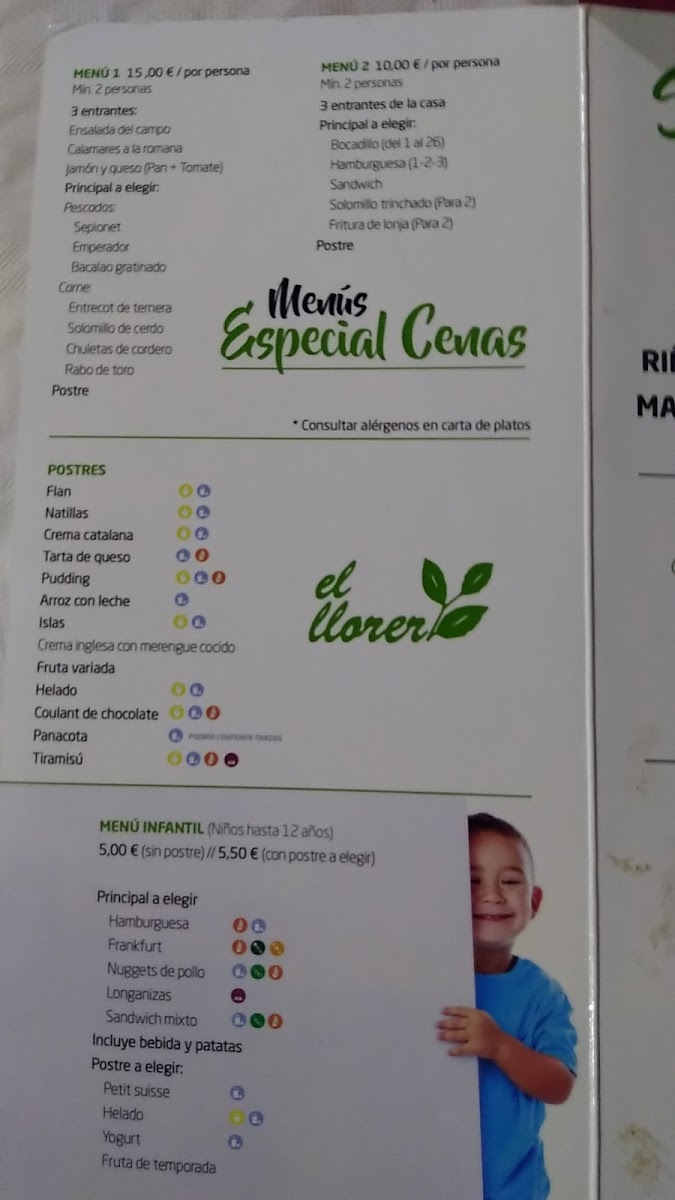 MENÚ 1 15,00 € / por persona
Mín. 2 personas
3 entrantes:
Ensalada del campo
Calamares a la romana
Jamón y queso (Pan + Tomate)
Principal a elegir:
Pescados:
Sepionet
Emperador
Bacalao gratinado
Carne:
Entrecot de ternera
Solomillo de cerdo
Chuletas de cordero
Rabo de toro
Postre
MENÚ 2 10,00 € / por persona
Mín. 2 personas
3 entrantes de la casa
Principal a elegir:
Bocadillo (del 1 al 26)
Hamburguesa (1-2-3)
Sandwich
Solomillo trinchado (Para 2)
Fritura de lonja (Para 2)
Postre
Menús
Especial Cenas
* Consultar alérgenos en carta de platos
POSTRES
Flan
Natillas
Crema catalana
Tarta de queso
Pudding
Arroz con leche
Islas
Crema inglesa con merengue cocido
Fruta variada
Helado
Coulant de chocolate
Panacota PODRÍA CONTENER TRAZAS
Tiramisú
el
llorer
MENÚ INFANTIL (Niños hasta 12 años)
5,00 € (sin postre) // 5,50 € (con postre a elegir)
Principal a elegir
Hamburguesa
Frankfurt
Nuggets de pollo
Longanizas
Sandwich mixto
Incluye bebida y patatas
Postre a elegir:
Petit suisse
Helado
Yogurt
Fruta de temporada
MA